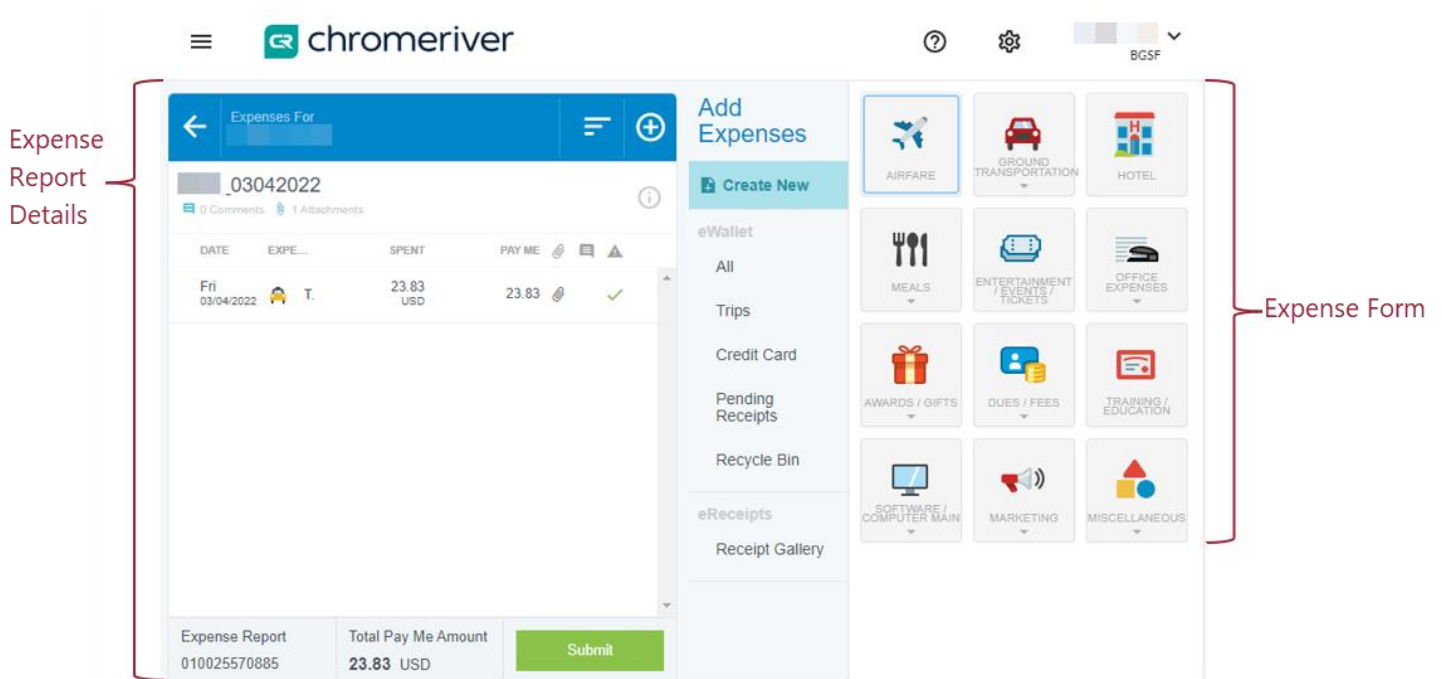 CR chromeriver
BGSF
Expense
Report
Details
Expenses For
_03042022
0 Comments 1 Attachments
DATE EXPE... SPENT PAY ME
Fri
03/04/2022 T. 23.83
USD 23.83
Expense Report
010025570885
Total Pay Me Amount
23.83 USD
Submit
Add
Expenses
Create New
eWallet
All
Trips
Credit Card
Pending
Receipts
Recycle Bin
eReceipts
Receipt Gallery
AIRFARE
GROUND
TRANSPORTATION
HOTEL
MEALS
ENTERTAINMENT
/ EVENTS /
TICKETS
OFFICE
EXPENSES
AWARDS / GIFTS
DUES / FEES
TRAINING /
EDUCATION
SOFTWARE /
COMPUTER MAIN
MARKETING
MISCELLANEOUS
Expense Form